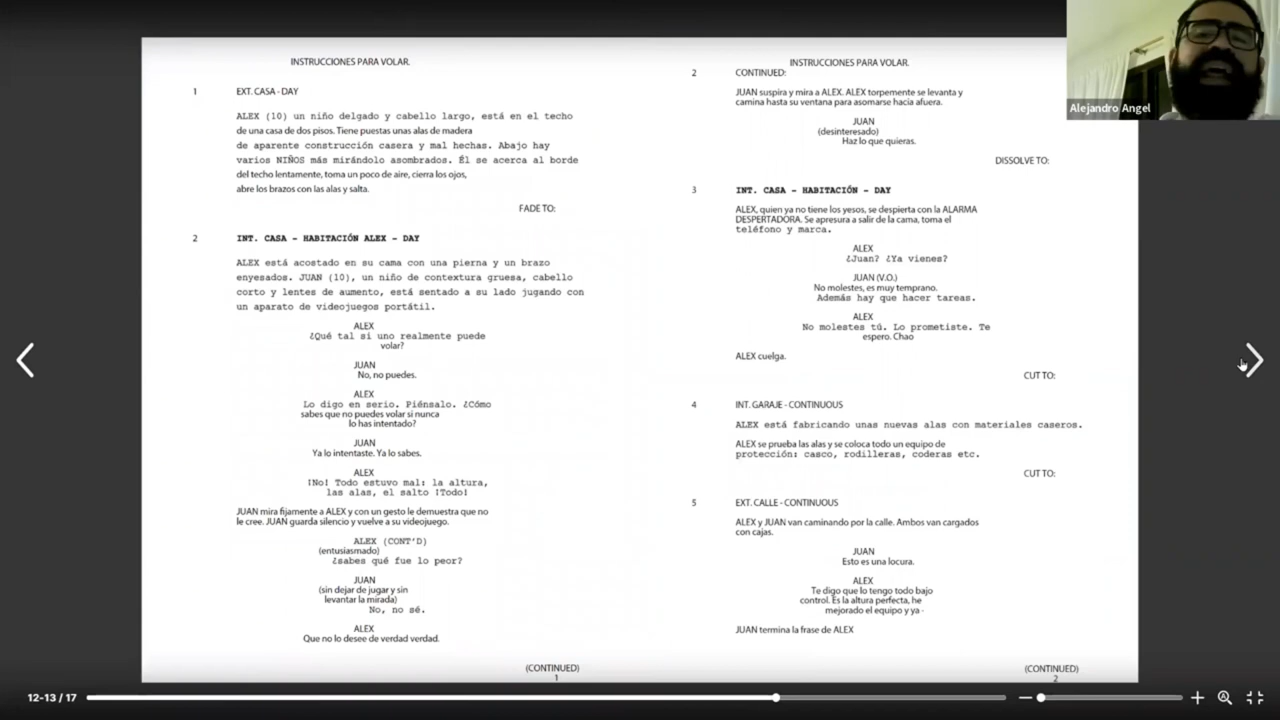 INSTRUCCIONES PARA VOLAR.
1 EXT. CASA - DAY
ALEX (10) un niño delgado y cabello largo, está en el techo
de una casa de dos pisos. Tiene puestas unas alas de madera
de aparente construcción casera y mal hechas. Abajo hay
varios NIÑOS más mirándolo asombrados. Él se acerca al borde
del techo lentamente, toma un poco de aire, cierra los ojos,
abre los brazos con las alas y salta.
FADE TO:
2 INT. CASA - HABITACIÓN ALEX - DAY
ALEX está acostado en su cama con una pierna y un brazo
enyesados. JUAN (10), un niño de contextura gruesa, cabello
corto y lentes de aumento, está sentado a su lado jugando con
un aparato de videojuegos portátil.
ALEX
¿Qué tal si uno realmente puede
volar?
JUAN
No, no puedes.
ALEX
Lo digo en serio. Piénsalo. ¿Cómo
sabes que no puedes volar si nunca
lo has intentado?
JUAN
Ya lo intentaste. Ya lo sabes.
ALEX
¡No! Todo estuvo mal: la altura,
las alas, el salto ¡Todo!
JUAN mira fijamente a ALEX y con un gesto le demuestra que no
le cree. JUAN guarda silencio y vuelve a su videojuego.
ALEX (CONT'D)
(entusiasmado)
¿sabes qué fue lo peor?
JUAN
(sin dejar de jugar y sin
levantar la mirada)
No, no sé.
ALEX
Que no lo desee de verdad verdad.
(CONTINUED)
1
INSTRUCCIONES PARA VOLAR.
2 CONTINUED:
JUAN suspira y mira a ALEX. ALEX torpemente se levanta y
camina hasta su ventana para asomarse hacia afuera.
JUAN
(desinteresado)
Haz lo que quieras.
DISSOLVE TO:
3 INT. CASA - HABITACIÓN - DAY
ALEX, quien ya no tiene los yesos, se despierta con la ALARMA
DESPERTADORA. Se apresura a salir de la cama, toma el
teléfono y marca.
ALEX
¿Juan? ¿Ya vienes?
JUAN (V.O.)
No molestes, es muy temprano.
Además hay que hacer tareas.
ALEX
No molestes tú. Lo prometiste. Te
espero. Chao
ALEX cuelga.
CUT TO:
4 INT. GARAJE - CONTINUOUS
ALEX está fabricando unas nuevas alas con materiales caseros.
ALEX se prueba las alas y se coloca todo un equipo de
protección: casco, rodilleras, coderas etc.
CUT TO:
5 EXT. CALLE - CONTINUOUS
ALEX y JUAN van caminando por la calle. Ambos van cargados
con cajas.
JUAN
Esto es una locura.
ALEX
Te digo que lo tengo todo bajo
control. Es la altura perfecta, he
mejorado el equipo y ya -
JUAN termina la frase de ALEX
(CONTINUED)
2
Alejandro Angel
12-13 / 17